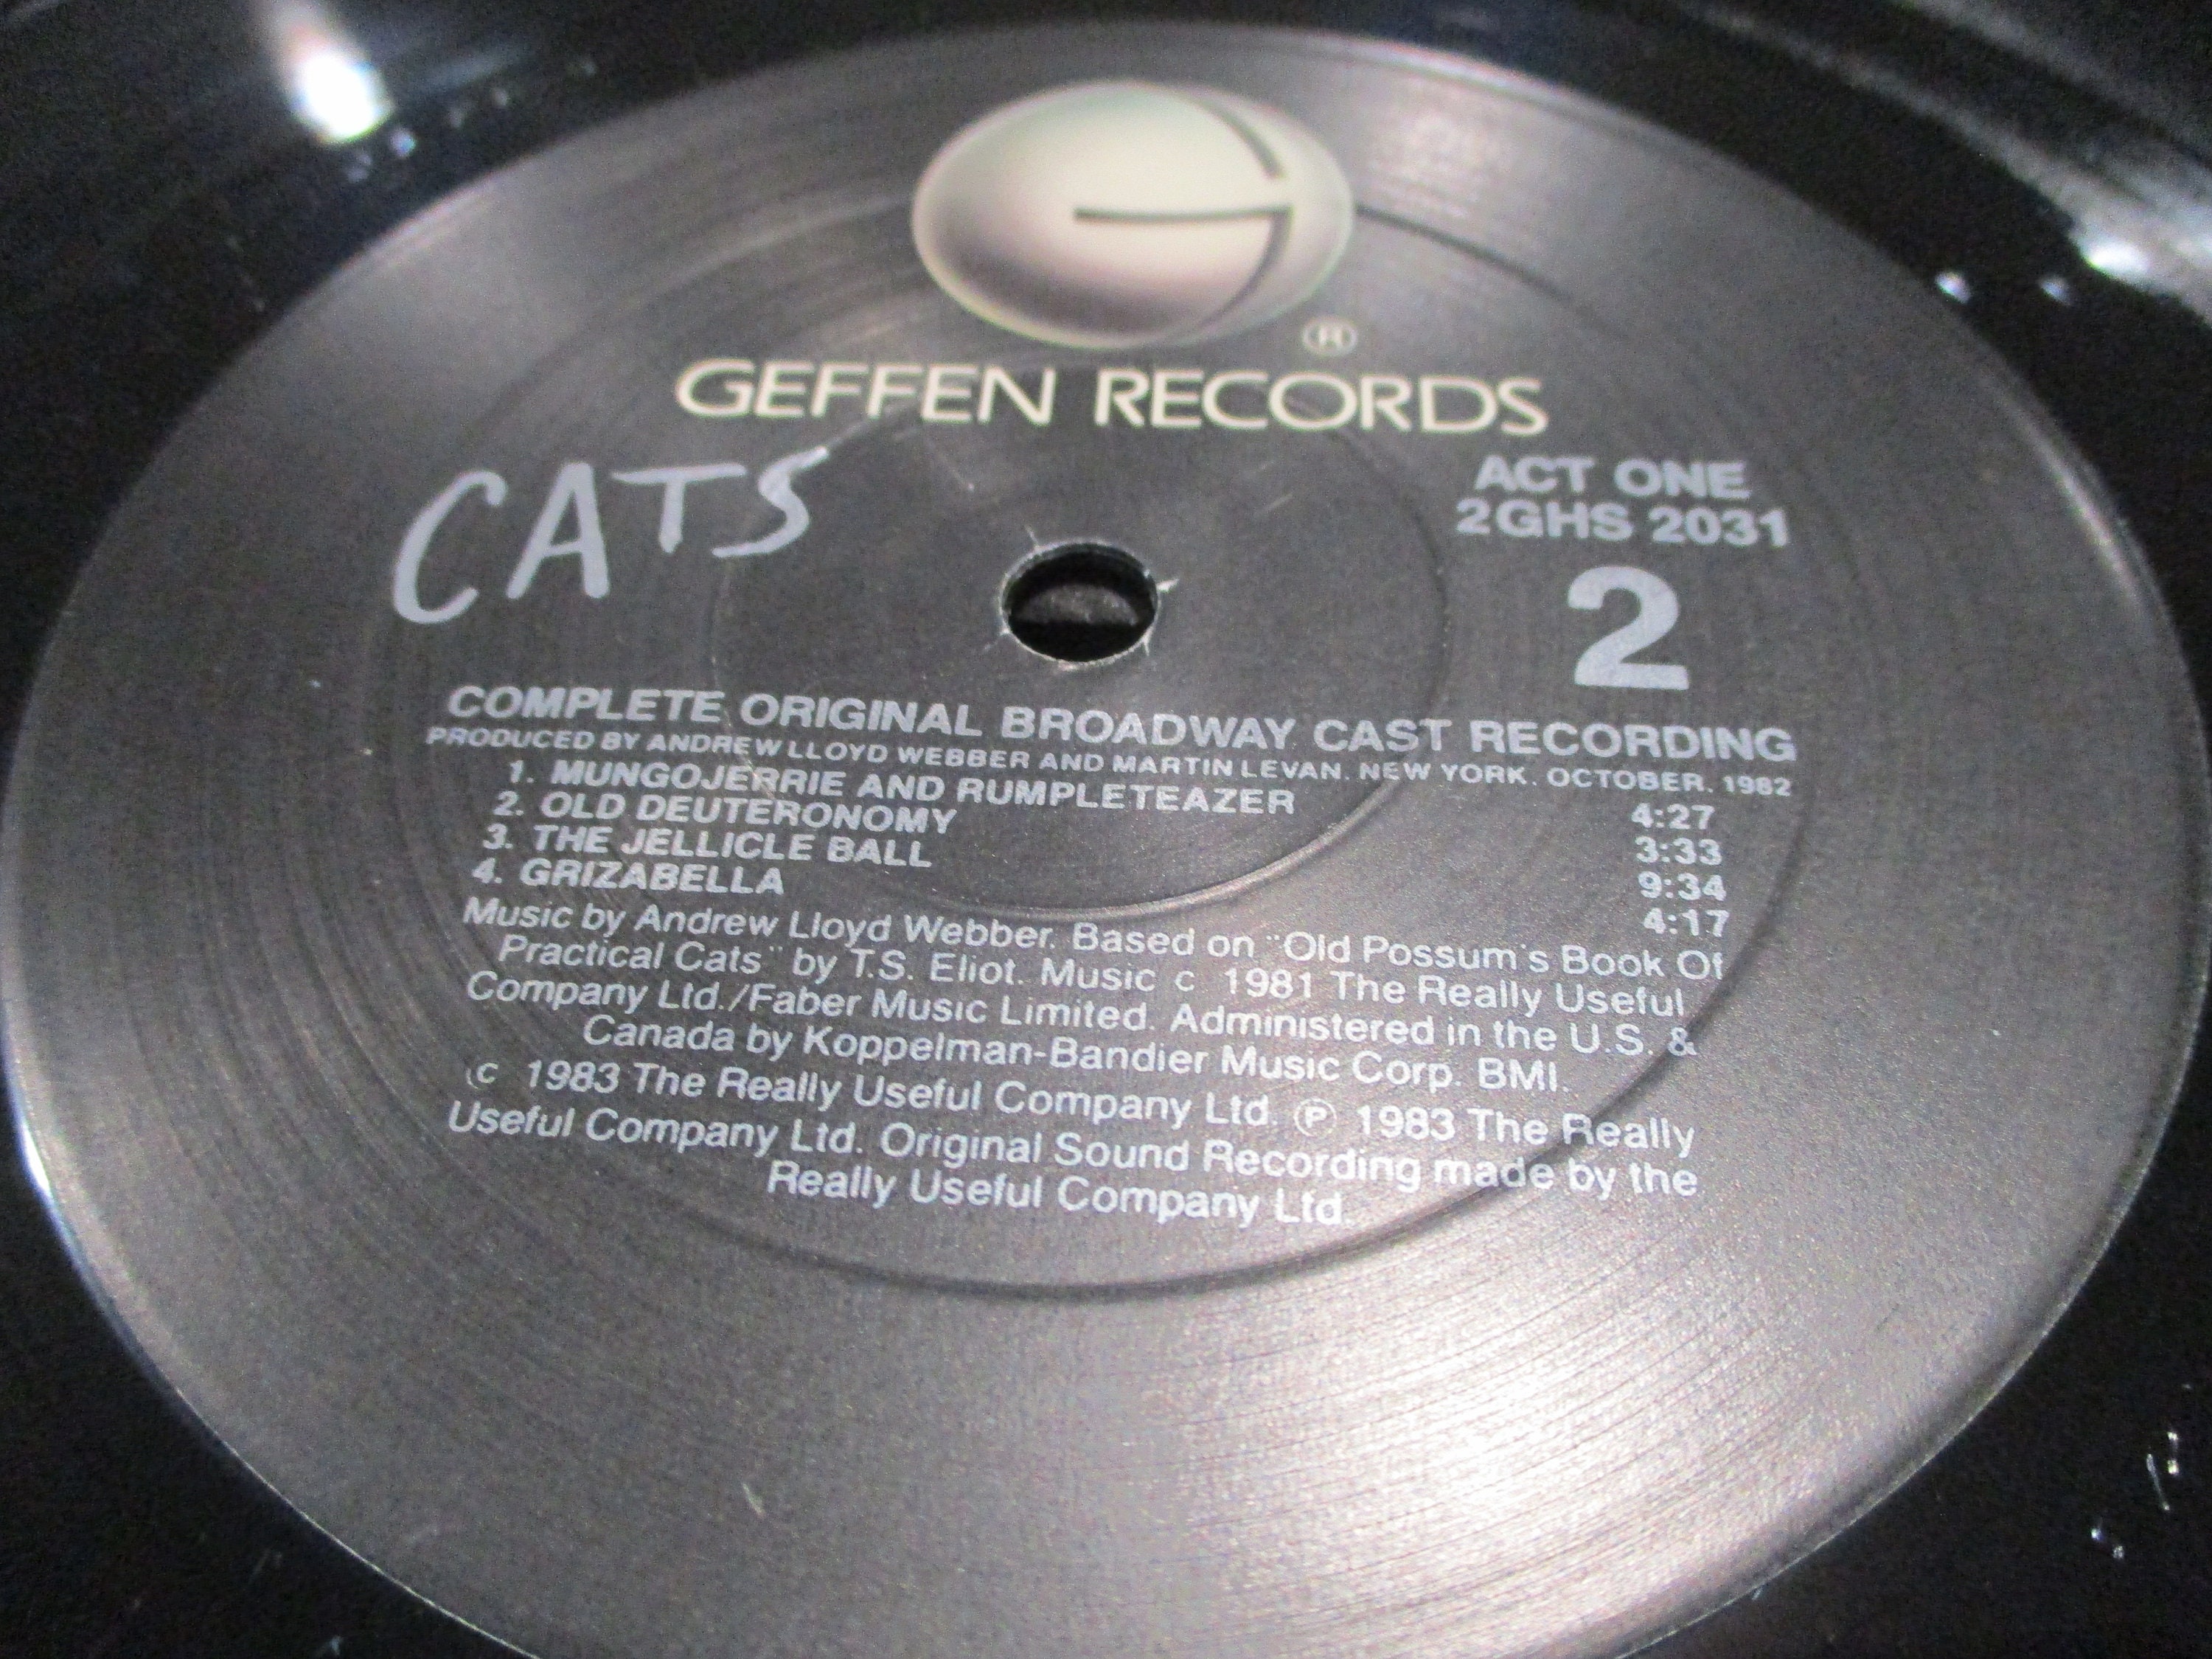 ®
GEFFEN RECORDS
CATS
ACT ONE
2GHS 2031
2
COMPLETE ORIGINAL BROADWAY CAST RECORDING
PRODUCED BY ANDREW LLOYD WEBBER AND MARTIN LEVAN. NEW YORK. OCTOBER. 1982
1. MUNGOJERRIE AND RUMPLETEAZER 4:27
2. OLD DEUTERONOMY 3:33
3. THE JELLICLE BALL 9:34
4. GRIZABELLA 4:17
Music by Andrew Lloyd Webber. Based on "Old Possum's Book Of
Practical Cats" by T.S. Eliot. Music c 1981 The Really Useful
Company Ltd./Faber Music Limited. Administered in the U.S. &
Canada by Koppelman-Bandier Music Corp. BMI.
c 1983 The Really Useful Company Ltd. ℗ 1983 The Really
Useful Company Ltd. Original Sound Recording made by the
Really Useful Company Ltd.